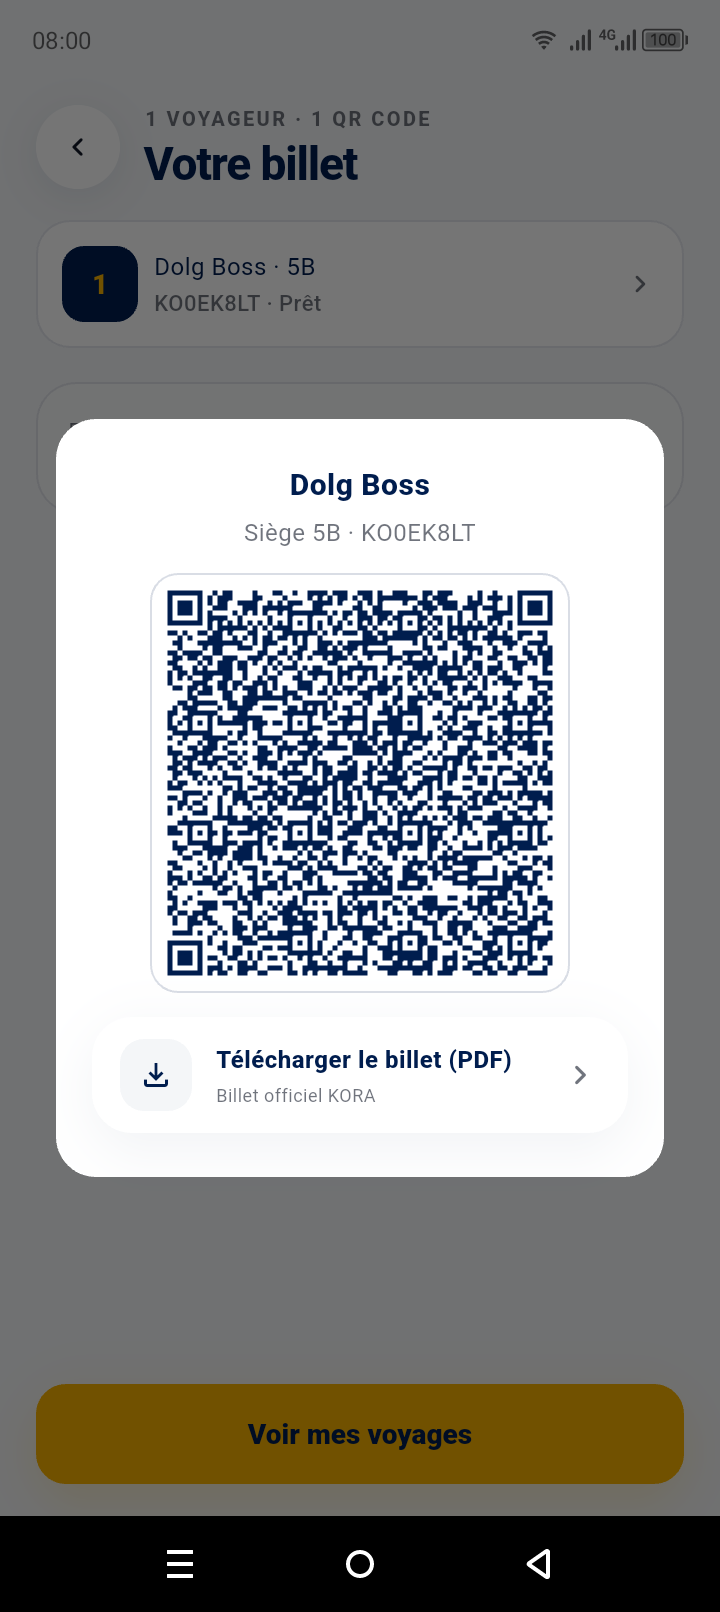 08:00
4G
100
1 VOYAGEUR · 1 QR CODE
Votre billet
1
Dolg Boss · 5B
KO0EK8LT · Prêt
Dolg Boss
Siège 5B · KO0EK8LT
Télécharger le billet (PDF)
Billet officiel KORA
Voir mes voyages